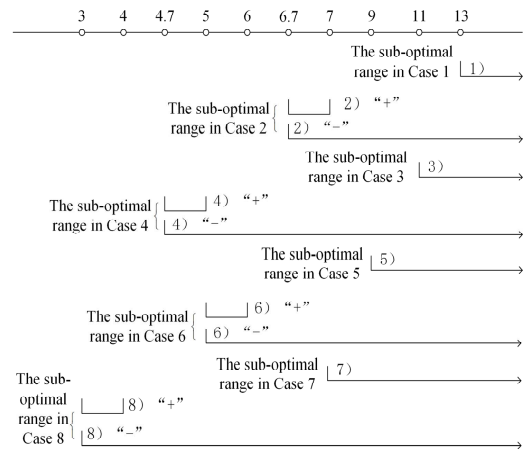 3 4 4.7 5 6 6.7 7 9 11 13
The sub-optimal
range in Case 1 1)
The sub-optimal 2) “+”
range in Case 2 2) “-”
The sub-optimal
range in Case 3 3)
The sub-optimal 4) “+”
range in Case 4 4) “-”
The sub-optimal
range in Case 5 5)
The sub-optimal 6) “+”
range in Case 6 6) “-”
The sub-optimal
range in Case 7 7)
The sub-
optimal 8) “+”
range in
Case 8 8) “-”